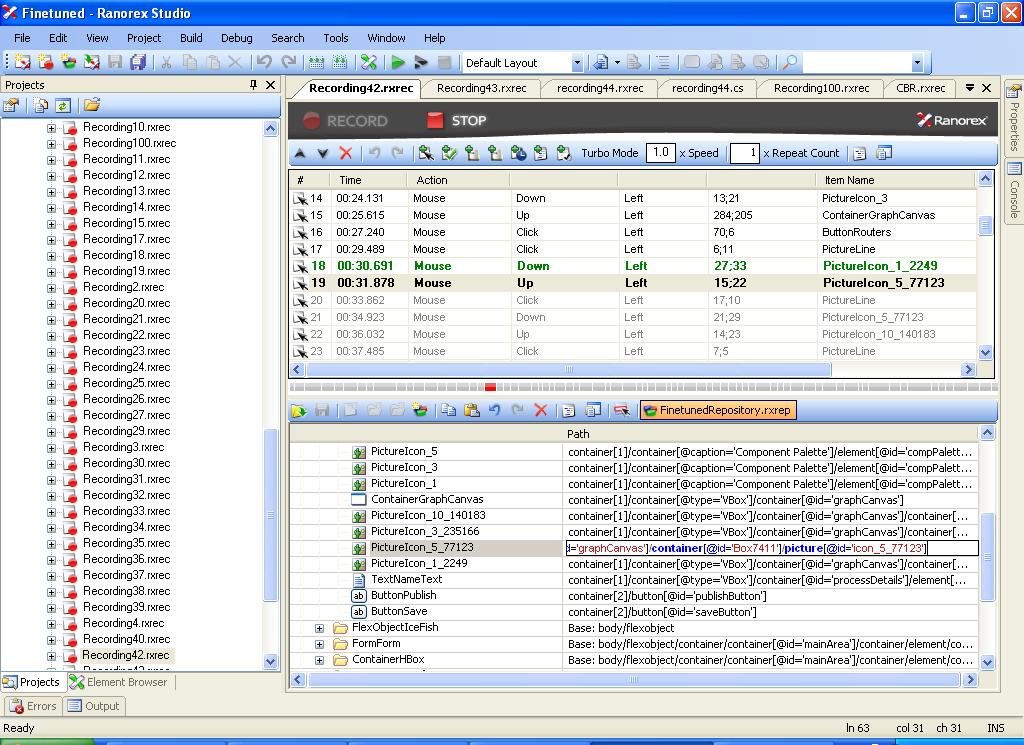 Finetuned - Ranorex Studio
File Edit View Project Build Debug Search Tools Window Help
Default Layout
Projects
Recording10.rxrec
Recording100.rxrec
Recording11.rxrec
Recording12.rxrec
Recording13.rxrec
Recording14.rxrec
Recording15.rxrec
Recording17.rxrec
Recording18.rxrec
Recording19.rxrec
Recording2.rxrec
Recording20.rxrec
Recording21.rxrec
Recording22.rxrec
Recording23.rxrec
Recording24.rxrec
Recording25.rxrec
Recording26.rxrec
Recording27.rxrec
Recording29.rxrec
Recording3.rxrec
Recording30.rxrec
Recording31.rxrec
Recording32.rxrec
Recording33.rxrec
Recording34.rxrec
Recording35.rxrec
Recording36.rxrec
Recording37.rxrec
Recording38.rxrec
Recording39.rxrec
Recording4.rxrec
Recording40.rxrec
Recording42.rxrec
Projects Element Browser
Errors Output
Recording42.rxrec Recording43.rxrec recording44.rxrec recording44.cs Recording100.rxrec CBR.rxrec
RECORD STOP Ranorex
Turbo Mode 1.0 x Speed 1 x Repeat Count
# Time Action Item Name
14 00:24.131 Mouse Down Left 13;21 PictureIcon_3
15 00:25.615 Mouse Up Left 284;205 ContainerGraphCanvas
16 00:27.240 Mouse Click Left 70;6 ButtonRouters
17 00:29.489 Mouse Click Left 6;11 PictureLine
18 00:30.691 Mouse Down Left 27;33 PictureIcon_1_2249
19 00:31.878 Mouse Up Left 15;22 PictureIcon_5_77123
20 00:33.862 Mouse Click Left 17;10 PictureLine
21 00:34.923 Mouse Down Left 21;29 PictureIcon_5_77123
22 00:36.032 Mouse Up Left 14;23 PictureIcon_10_140183
23 00:37.485 Mouse Click Left 7;5 PictureLine
FinetunedRepository.rxrep
Path
PictureIcon_5 container[1]/container[@caption='Component Palette']/element[@id='compPalett...
PictureIcon_3 container[1]/container[@caption='Component Palette']/element[@id='compPalett...
PictureIcon_1 container[1]/container[@caption='Component Palette']/element[@id='compPalett...
ContainerGraphCanvas container[1]/container[@type='VBox']/container[@id='graphCanvas']
PictureIcon_10_140183 container[1]/container[@type='VBox']/container[@id='graphCanvas']/container[...
PictureIcon_3_235166 container[1]/container[@type='VBox']/container[@id='graphCanvas']/container[...
PictureIcon_5_77123 d='graphCanvas']/container[@id='Box7411']/picture[@id='icon_5_77123']
PictureIcon_1_2249 container[1]/container[@type='VBox']/container[@id='graphCanvas']/container[...
TextNameText container[1]/container[@type='VBox']/container[@id='processDetails']/element[...
ButtonPublish container[2]/button[@id='publishButton']
ButtonSave container[2]/button[@id='saveButton']
FlexObjectIceFish Base: body/flexobject
FormForm Base: body/flexobject/container/container[@id='mainArea']/container/element/co...
ContainerHBox Base: body/flexobject/container/container[@id='mainArea']/container/element/co...
Properties
Console
Ready ln 63 col 31 ch 31 INS